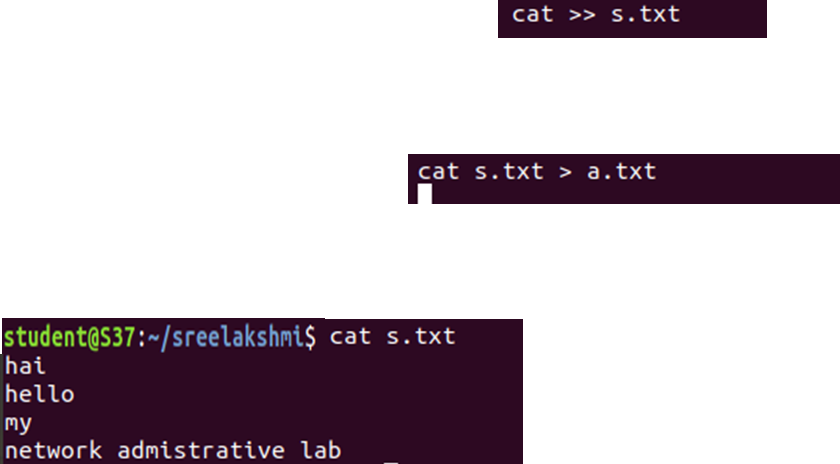 cat >> s.txt
cat s.txt > a.txt
student@S37:~/sreelakshmi$ cat s.txt
hai
hello
my
network admistrative lab